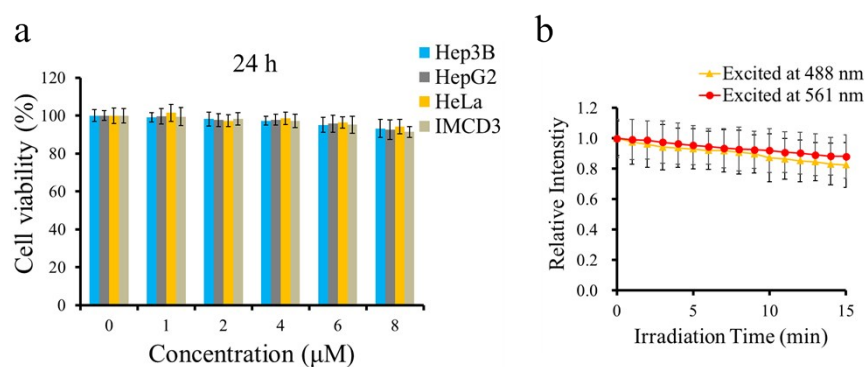 a
24 h
Hep3B
HepG2
HeLa
IMCD3
Cell viability (%)
140
120
100
80
60
40
20
0
0 1 2 4 6 8
Concentration (μM)
b
Excited at 488 nm
Excited at 561 nm
Relative Intenstiy
1.2
1.0
0.8
0.6
0.4
0.2
0.0
0 5 10 15
Irradiation Time (min)